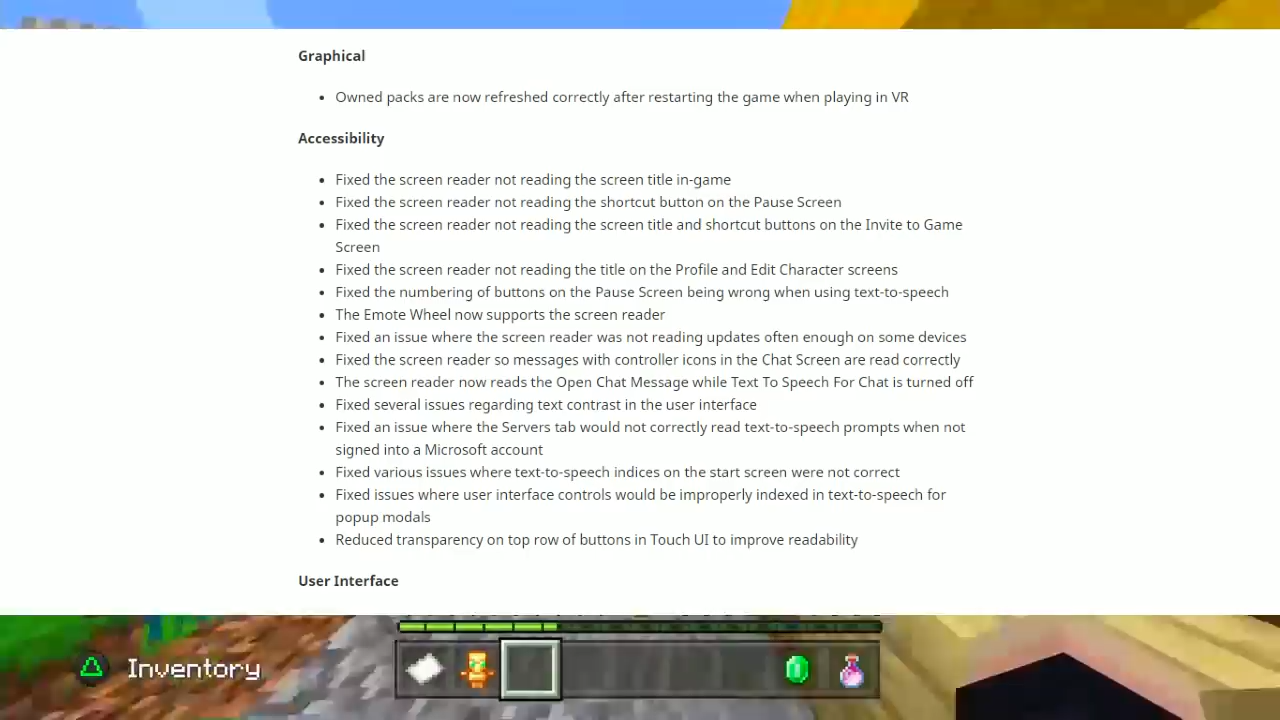 Graphical
• Owned packs are now refreshed correctly after restarting the game when playing in VR
Accessibility
• Fixed the screen reader not reading the screen title in-game
• Fixed the screen reader not reading the shortcut button on the Pause Screen
• Fixed the screen reader not reading the screen title and shortcut buttons on the Invite to Game
Screen
• Fixed the screen reader not reading the title on the Profile and Edit Character screens
• Fixed the numbering of buttons on the Pause Screen being wrong when using text-to-speech
• The Emote Wheel now supports the screen reader
• Fixed an issue where the screen reader was not reading updates often enough on some devices
• Fixed the screen reader so messages with controller icons in the Chat Screen are read correctly
• The screen reader now reads the Open Chat Message while Text To Speech For Chat is turned off
• Fixed several issues regarding text contrast in the user interface
• Fixed an issue where the Servers tab would not correctly read text-to-speech prompts when not
signed into a Microsoft account
• Fixed various issues where text-to-speech indices on the start screen were not correct
• Fixed issues where user interface controls would be improperly indexed in text-to-speech for
popup modals
• Reduced transparency on top row of buttons in Touch UI to improve readability
User Interface
Inventory